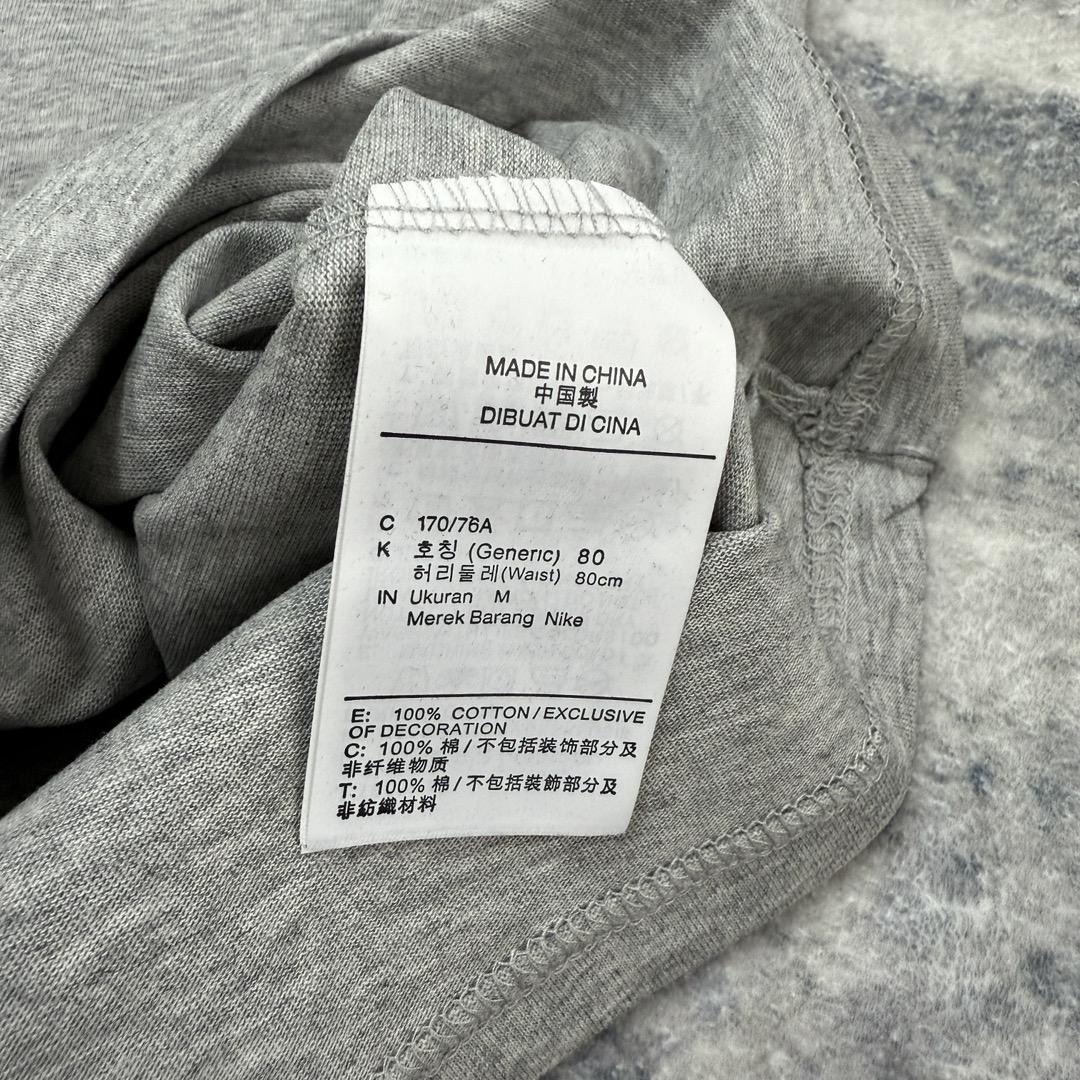 MADE IN CHINA
中国製
DIBUAT DI CINA
C 170/76A
K 호칭 (Generic) 80
허리둘레(Waist) 80cm
IN Ukuran M
Merek Barang Nike
E: 100% COTTON/EXCLUSIVE
OF DECORATION
C: 100% 棉/不包括装饰部分及
非纤维物质
T: 100% 棉/不包括裝飾部分及
非紡織材料